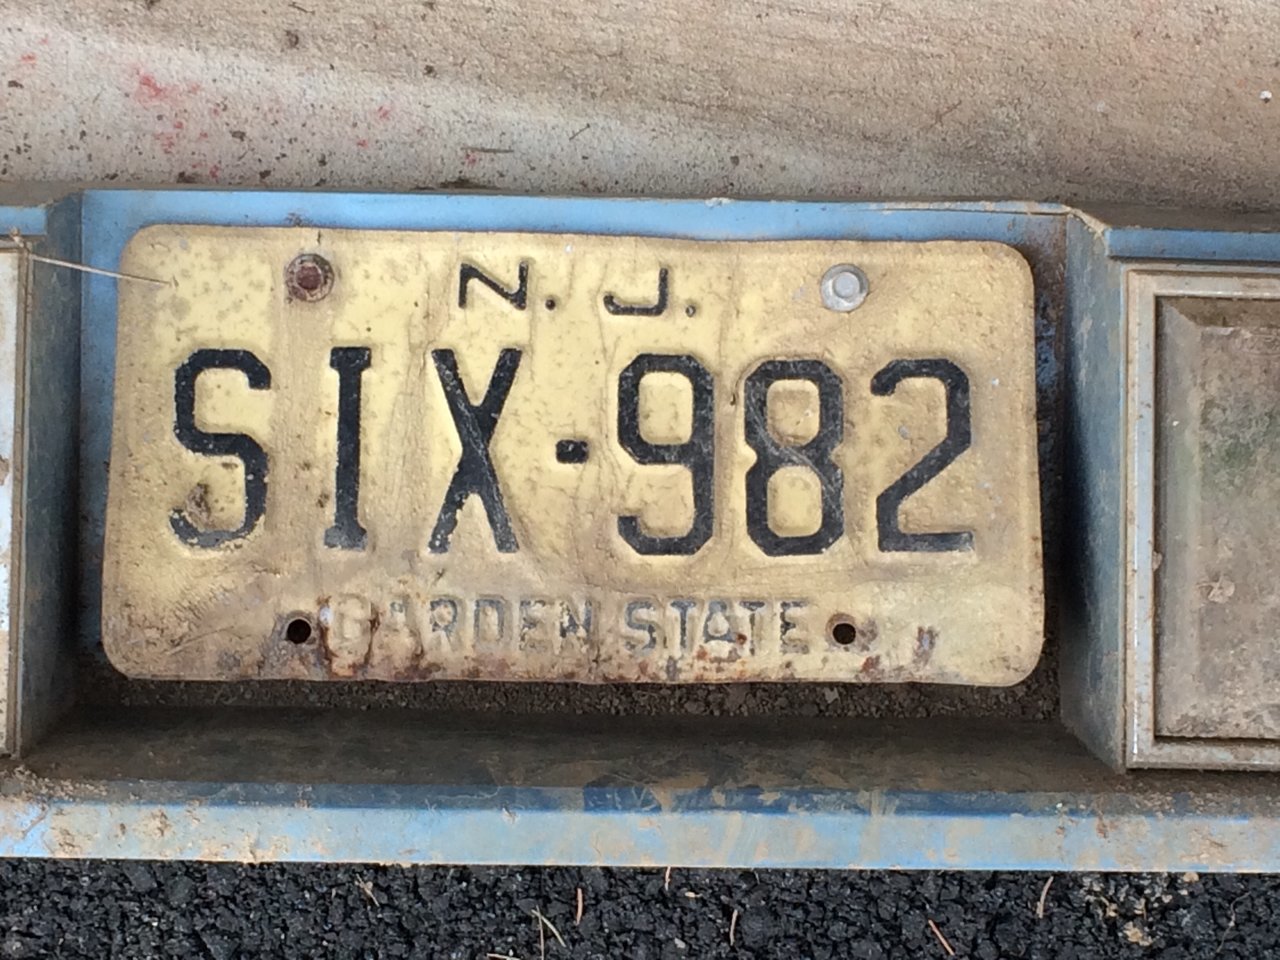 N.J.
SIX-982
GARDEN STATE